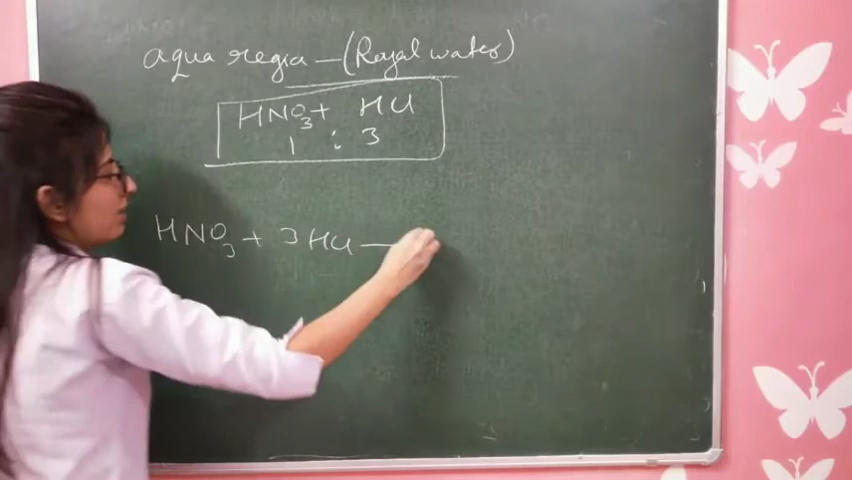 aqua regia – (Royal water)
HNO₃ + HCl
1 : 3
HNO₃ + 3HCl —